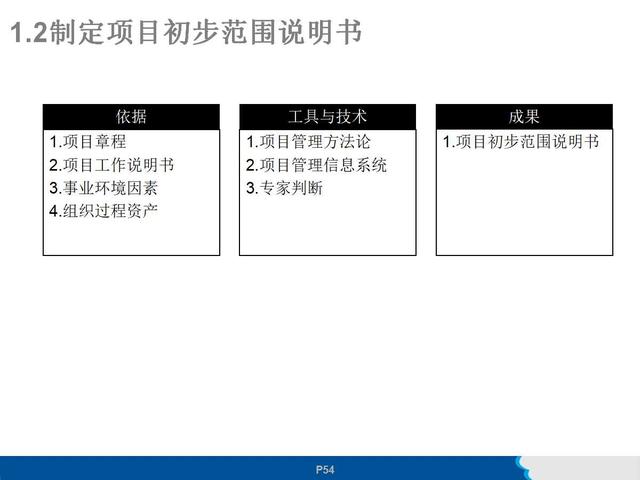 1.2制定项目初步范围说明书
依据
1.项目章程
2.项目工作说明书
3.事业环境因素
4.组织过程资产
工具与技术
1.项目管理方法论
2.项目管理信息系统
3.专家判断
成果
1.项目初步范围说明书
P54